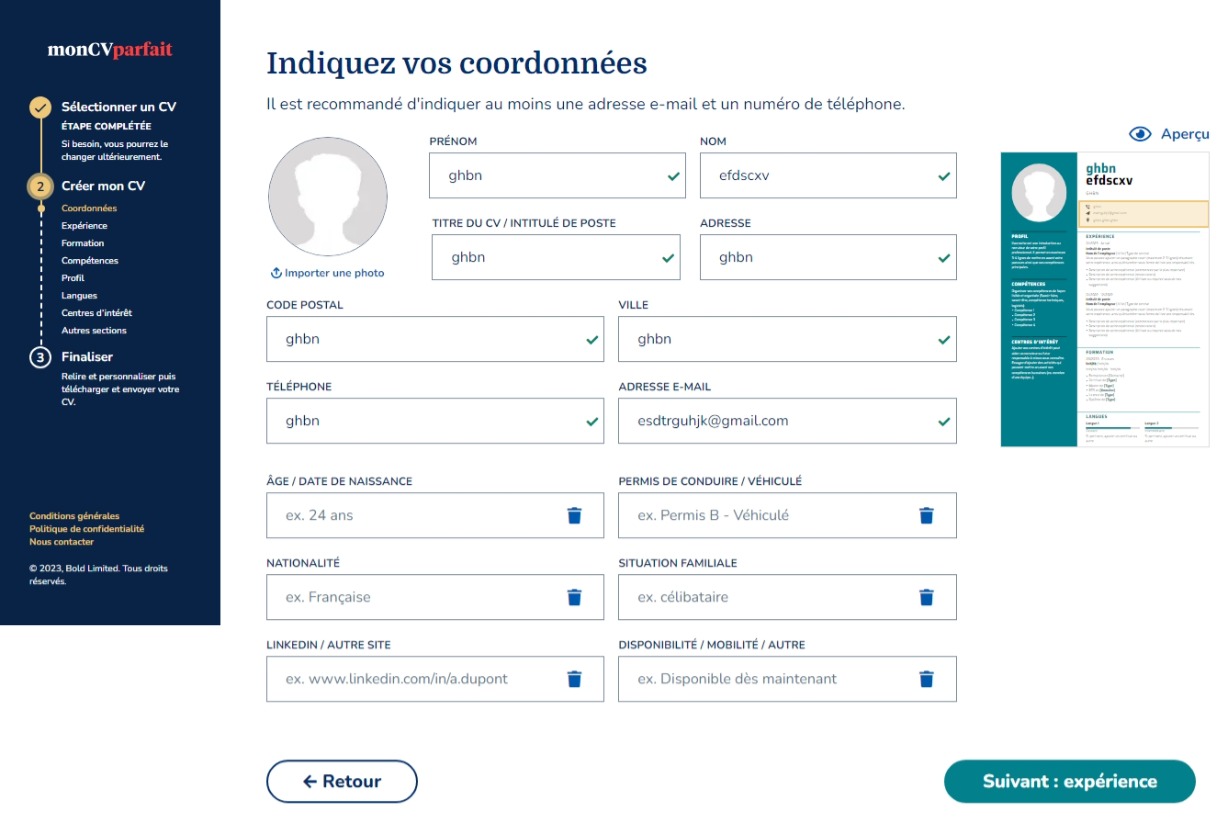 monCVparfait
Sélectionner un CV
ÉTAPE COMPLÉTÉE
Si besoin, vous pourrez le
changer ultérieurement.
2
Créer mon CV
Coordonnées
Expérience
Formation
Compétences
Profil
Langues
Centres d'intérêt
Autres sections
3
Finaliser
Relire et personnaliser puis
télécharger et envoyer votre
CV.
Conditions générales
Politique de confidentialité
Nous contacter
© 2023, Bold Limited. Tous droits
réservés.
Indiquez vos coordonnées
Il est recommandé d'indiquer au moins une adresse e-mail et un numéro de téléphone.
Importer une photo
PRÉNOM
ghbn
NOM
efdscxv
TITRE DU CV / INTITULÉ DE POSTE
ghbn
ADRESSE
ghbn
CODE POSTAL
ghbn
VILLE
ghbn
TÉLÉPHONE
ghbn
ADRESSE E-MAIL
esdtrguhjk@gmail.com
ÂGE / DATE DE NAISSANCE
ex. 24 ans
PERMIS DE CONDUIRE / VÉHICULÉ
ex. Permis B - Véhiculé
NATIONALITÉ
ex. Française
SITUATION FAMILIALE
ex. célibataire
LINKEDIN / AUTRE SITE
ex. www.linkedin.com/in/a.dupont
DISPONIBILITÉ / MOBILITÉ / AUTRE
ex. Disponible dès maintenant
← Retour
Suivant : expérience
Aperçu
ghbn
efdscxv
GHBN
PROFIL
COMPÉTENCES
CENTRES D'INTÉRÊT
EXPÉRIENCE
FORMATION
LANGUES